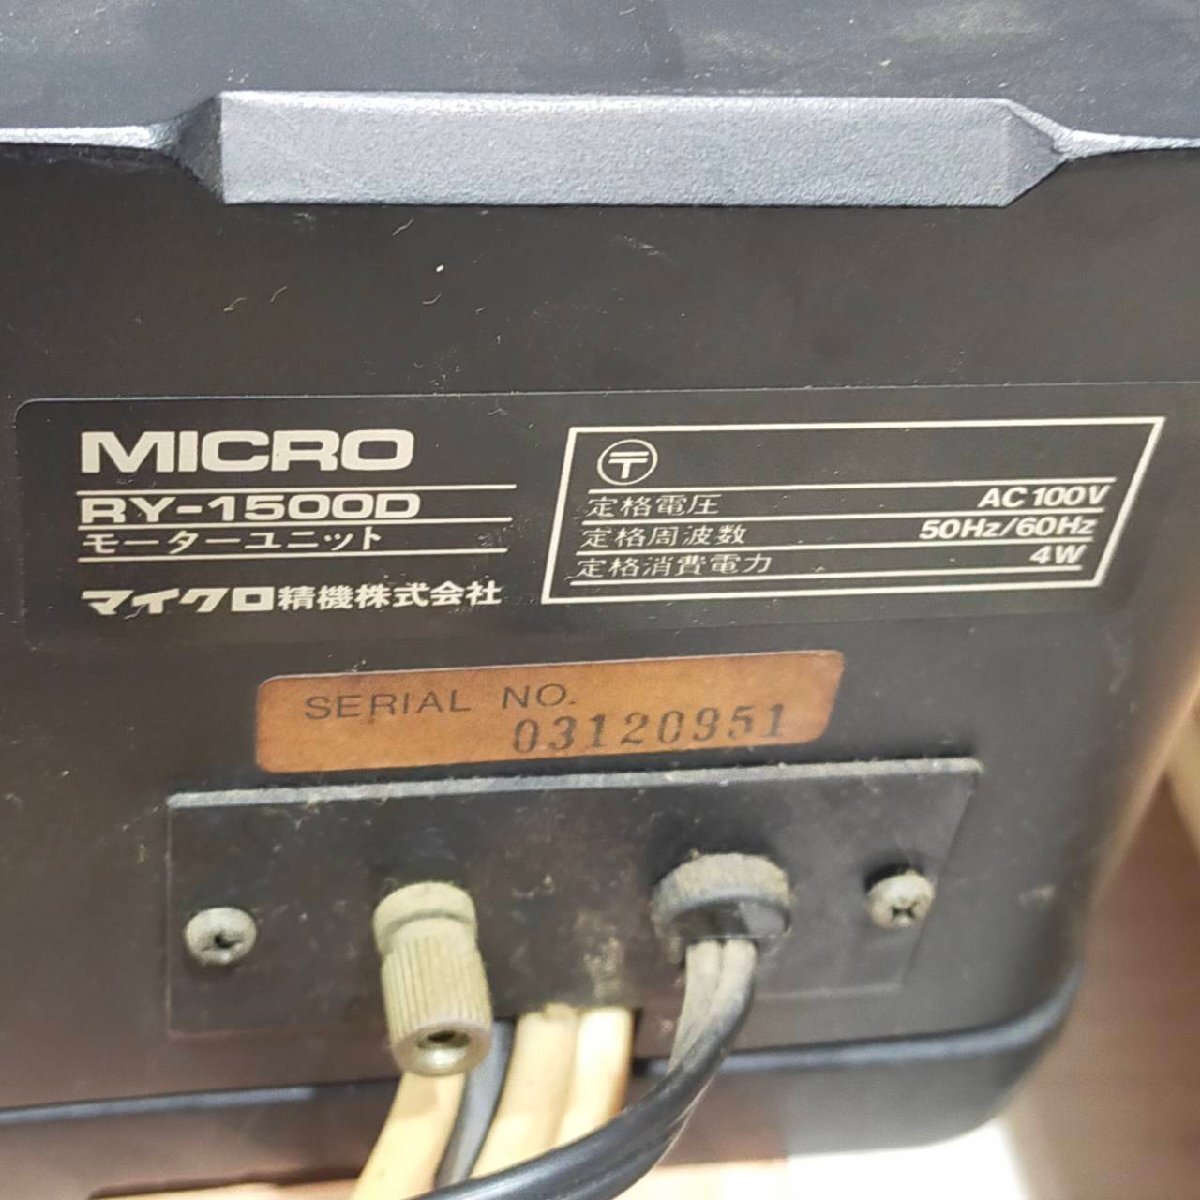 MICRO
RY-1500D
モーターユニット
マイクロ精機株式会社
〒
定格電圧 AC100V
定格周波数 50Hz/60Hz
定格消費電力 4W
SERIAL NO.
03120951